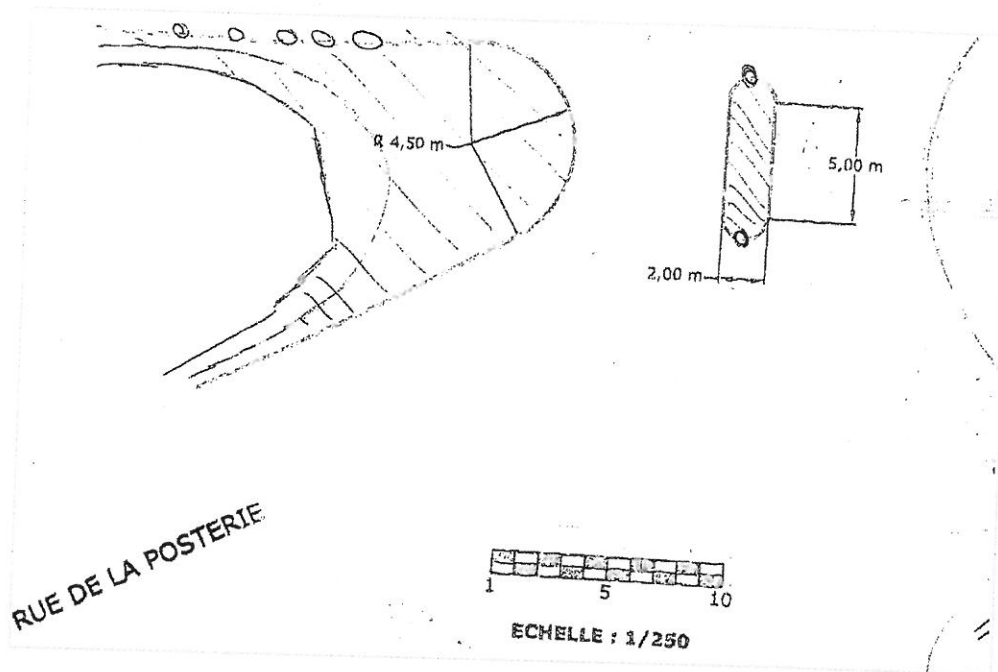 R 4,50 m
5,00 m
2,00 m
RUE DE LA POSTERIE
1 5 10
ECHELLE : 1/250